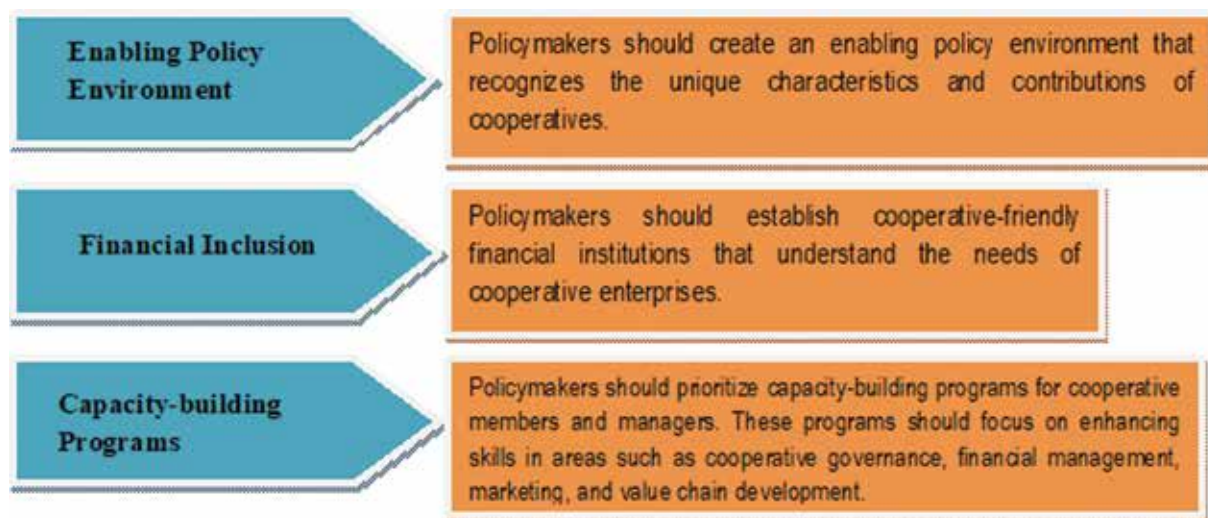 Enabling Policy
Environment
Policymakers should create an enabling policy environment that
recognizes the unique characteristics and contributions of
cooperatives.
Financial Inclusion
Policymakers should establish cooperative-friendly
financial institutions that understand the needs of
cooperative enterprises.
Capacity-building
Programs
Policymakers should prioritize capacity-building programs for cooperative
members and managers. These programs should focus on enhancing
skills in areas such as cooperative governance, financial management,
marketing, and value chain development.